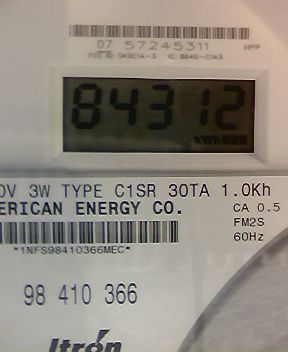 07 57245311
84312
kWh
0V 3W TYPE C1SR 30TA 1.0Kh
ERICAN ENERGY CO.
CA 0.5
FM2S
60Hz
*1NFS98410366MEC*
98 410 366
Itrón